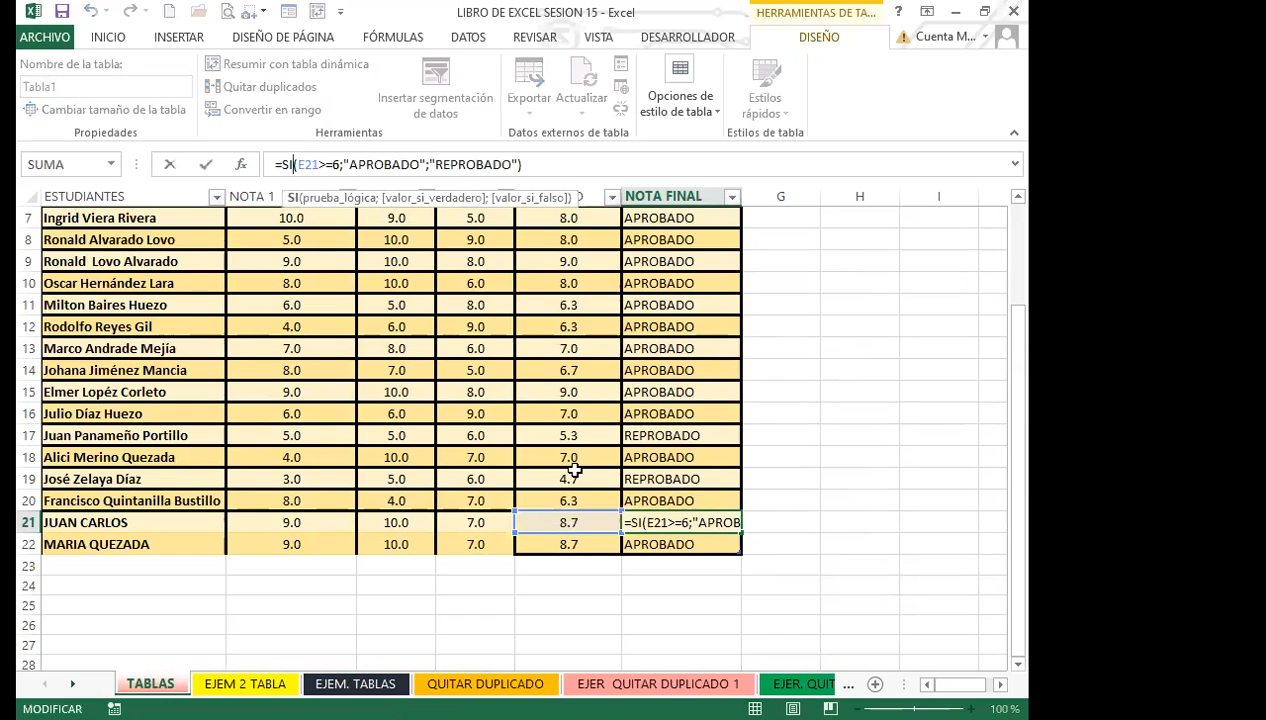 LIBRO DE EXCEL SESION 15 - Excel
HERRAMIENTAS DE TA...
ARCHIVO INICIO INSERTAR DISEÑO DE PÁGINA FÓRMULAS DATOS REVISAR VISTA DESARROLLADOR DISEÑO Cuenta M...
Nombre de la tabla:
Tabla1
Cambiar tamaño de la tabla
Propiedades
Resumir con tabla dinámica
Quitar duplicados
Convertir en rango
Insertar segmentación
de datos
Herramientas
Exportar Actualizar
Datos externos de tabla
Opciones de
estilo de tabla
Estilos
rápidos
Estilos de tabla
SUMA =SI(E21>=6;"APROBADO";"REPROBADO")
ESTUDIANTES NOTA 1 NOTA FINAL G H I
SI(prueba_lógica; [valor_si_verdadero]; [valor_si_falso])
7 Ingrid Viera Rivera 10.0 9.0 5.0 8.0 APROBADO
8 Ronald Alvarado Lovo 5.0 10.0 9.0 8.0 APROBADO
9 Ronald Lovo Alvarado 9.0 10.0 8.0 9.0 APROBADO
10 Oscar Hernández Lara 8.0 10.0 6.0 8.0 APROBADO
11 Milton Baires Huezo 6.0 5.0 8.0 6.3 APROBADO
12 Rodolfo Reyes Gil 4.0 6.0 9.0 6.3 APROBADO
13 Marco Andrade Mejía 7.0 8.0 6.0 7.0 APROBADO
14 Johana Jiménez Mancia 8.0 7.0 5.0 6.7 APROBADO
15 Elmer Lopéz Corleto 9.0 10.0 8.0 9.0 APROBADO
16 Julio Díaz Huezo 6.0 6.0 9.0 7.0 APROBADO
17 Juan Panameño Portillo 5.0 5.0 6.0 5.3 REPROBADO
18 Alici Merino Quezada 4.0 10.0 7.0 7.0 APROBADO
19 José Zelaya Díaz 3.0 5.0 6.0 4.7 REPROBADO
20 Francisco Quintanilla Bustillo 8.0 4.0 7.0 6.3 APROBADO
21 JUAN CARLOS 9.0 10.0 7.0 8.7 =SI(E21>=6;"APROB
22 MARIA QUEZADA 9.0 10.0 7.0 8.7 APROBADO
23
24
25
26
27
28
TABLAS EJEM 2 TABLA EJEM. TABLAS QUITAR DUPLICADO EJER QUITAR DUPLICADO 1 EJER. QUIT ...
MODIFICAR 100 %